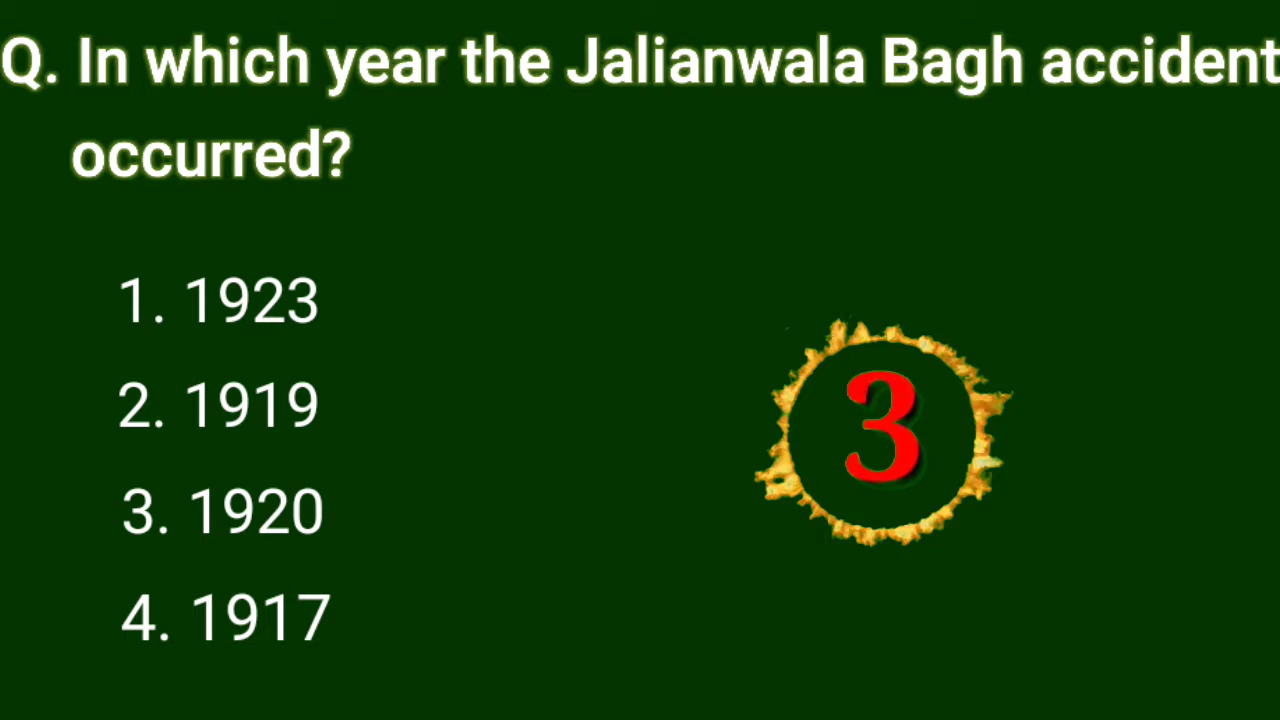 Q. In which year the Jalianwala Bagh accident
occurred?
1. 1923
2. 1919
3. 1920
4. 1917
3